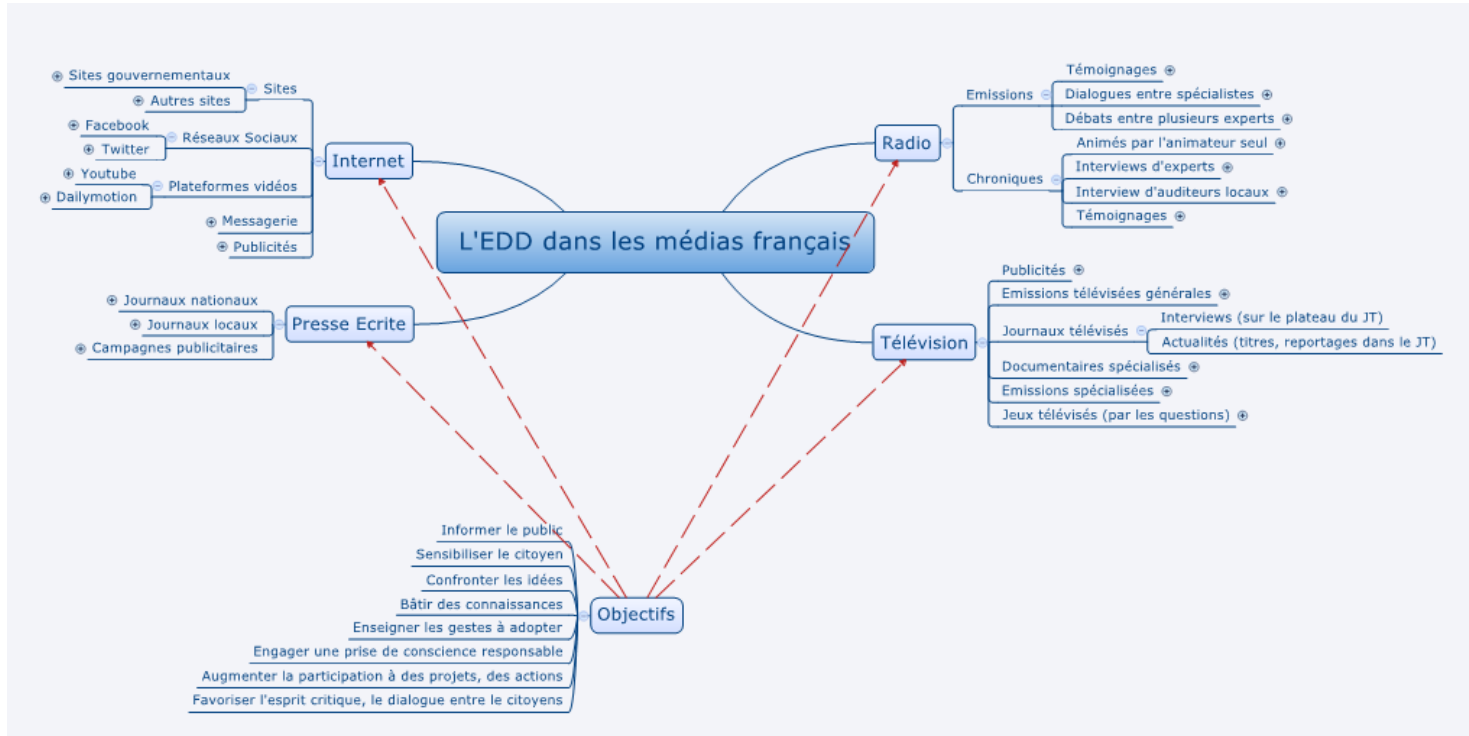 L'EDD dans les médias français
Internet
Sites
Sites gouvernementaux
Autres sites
Réseaux Sociaux
Facebook
Twitter
Plateformes vidéos
Youtube
Dailymotion
Messagerie
Publicités
Presse Ecrite
Journaux nationaux
Journaux locaux
Campagnes publicitaires
Radio
Emissions
Témoignages
Dialogues entre spécialistes
Débats entre plusieurs experts
Chroniques
Animés par l'animateur seul
Interviews d'experts
Interview d'auditeurs locaux
Témoignages
Télévision
Publicités
Emissions télévisées générales
Journaux télévisés
Interviews (sur le plateau du JT)
Actualités (titres, reportages dans le JT)
Documentaires spécialisés
Emissions spécialisées
Jeux télévisés (par les questions)
Objectifs
Informer le public
Sensibiliser le citoyen
Confronter les idées
Bâtir des connaissances
Enseigner les gestes à adopter
Engager une prise de conscience responsable
Augmenter la participation à des projets, des actions
Favoriser l'esprit critique, le dialogue entre le citoyens